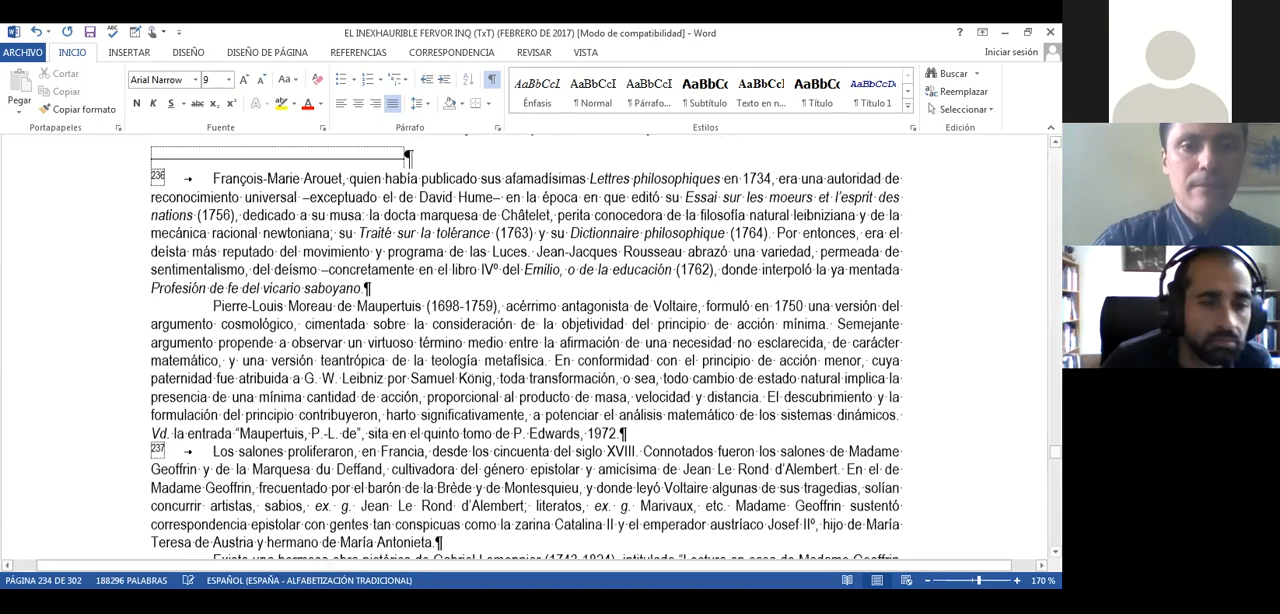 EL INEXHAURIBLE FERVOR INQ (TxT) (FEBRERO DE 2017) [Modo de compatibilidad] - Word
ARCHIVO INICIO INSERTAR DISEÑO DISEÑO DE PÁGINA REFERENCIAS CORRESPONDENCIA REVISAR VISTA Iniciar sesión
Pegar
Cortar
Copiar
Copiar formato
Portapapeles
Arial Narrow 9
N K S abc x₂ x²
Fuente
Párrafo
AaBbCcI AaBbCcI AaBbCcI AaBbCc AaBbCcI AaBbCc AaBbCcDc
Énfasis ¶ Normal ¶ Párrafo... ¶ Subtítulo Texto en n... ¶ Título ¶ Título 1
Estilos
Buscar
Reemplazar
Seleccionar
Edición
236 François-Marie Arouet, quien había publicado sus afamadísimas Lettres philosophiques en 1734, era una autoridad de
reconocimiento universal –exceptuado el de David Hume– en la época en que editó su Essai sur les moeurs et l'esprit des
nations (1756), dedicado a su musa: la docta marquesa de Châtelet, perita conocedora de la filosofía natural leibniziana y de la
mecánica racional newtoniana; su Traité sur la tolérance (1763) y su Dictionnaire philosophique (1764). Por entonces, era el
deísta más reputado del movimiento y programa de las Luces. Jean-Jacques Rousseau abrazó una variedad, permeada de
sentimentalismo, del deísmo –concretamente en el libro IVº del Emilio, o de la educación (1762), donde interpoló la ya mentada
Profesión de fe del vicario saboyano.¶
Pierre-Louis Moreau de Maupertuis (1698-1759), acérrimo antagonista de Voltaire, formuló en 1750 una versión del
argumento cosmológico, cimentada sobre la consideración de la objetividad del principio de acción mínima. Semejante
argumento propende a observar un virtuoso término medio entre la afirmación de una necesidad no esclarecida, de carácter
matemático, y una versión teantrópica de la teología metafísica. En conformidad con el principio de acción menor, cuya
paternidad fue atribuida a G. W. Leibniz por Samuel König, toda transformación, o sea, todo cambio de estado natural implica la
presencia de una mínima cantidad de acción, proporcional al producto de masa, velocidad y distancia. El descubrimiento y la
formulación del principio contribuyeron, harto significativamente, a potenciar el análisis matemático de los sistemas dinámicos.
Vd. la entrada “Maupertuis, P.-L. de”, sita en el quinto tomo de P. Edwards, 1972.¶
237 Los salones proliferaron, en Francia, desde los cincuenta del siglo XVIII. Connotados fueron los salones de Madame
Geoffrin y de la Marquesa du Deffand, cultivadora del género epistolar y amicísima de Jean Le Rond d’Alembert. En el de
Madame Geoffrin, frecuentado por el barón de la Brède y de Montesquieu, y donde leyó Voltaire algunas de sus tragedias, solían
concurrir artistas, sabios, ex. g. Jean Le Rond d’Alembert; literatos, ex. g. Marivaux, etc. Madame Geoffrin sustentó
correspondencia epistolar con gentes tan conspicuas como la zarina Catalina II y el emperador austríaco Josef IIº, hijo de María
Teresa de Austria y hermano de María Antonieta.¶
PÁGINA 234 DE 302 188296 PALABRAS ESPAÑOL (ESPAÑA - ALFABETIZACIÓN TRADICIONAL) 170 %